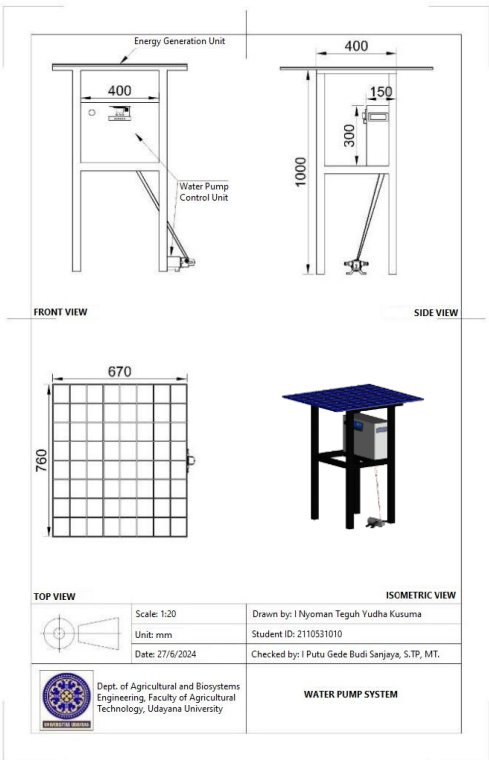 Energy Generation Unit
400
Water Pump
Control Unit
FRONT VIEW
400
150
300
1000
SIDE VIEW
670
760
TOP VIEW
ISOMETRIC VIEW
Scale: 1:20
Drawn by: I Nyoman Teguh Yudha Kusuma
Unit: mm
Student ID: 2110531010
Date: 27/6/2024
Checked by: I Putu Gede Budi Sanjaya, S.TP, MT.
UNIVERSITAS UDAYANA
Dept. of Agricultural and Biosystems
Engineering, Faculty of Agricultural
Technology, Udayana University
WATER PUMP SYSTEM